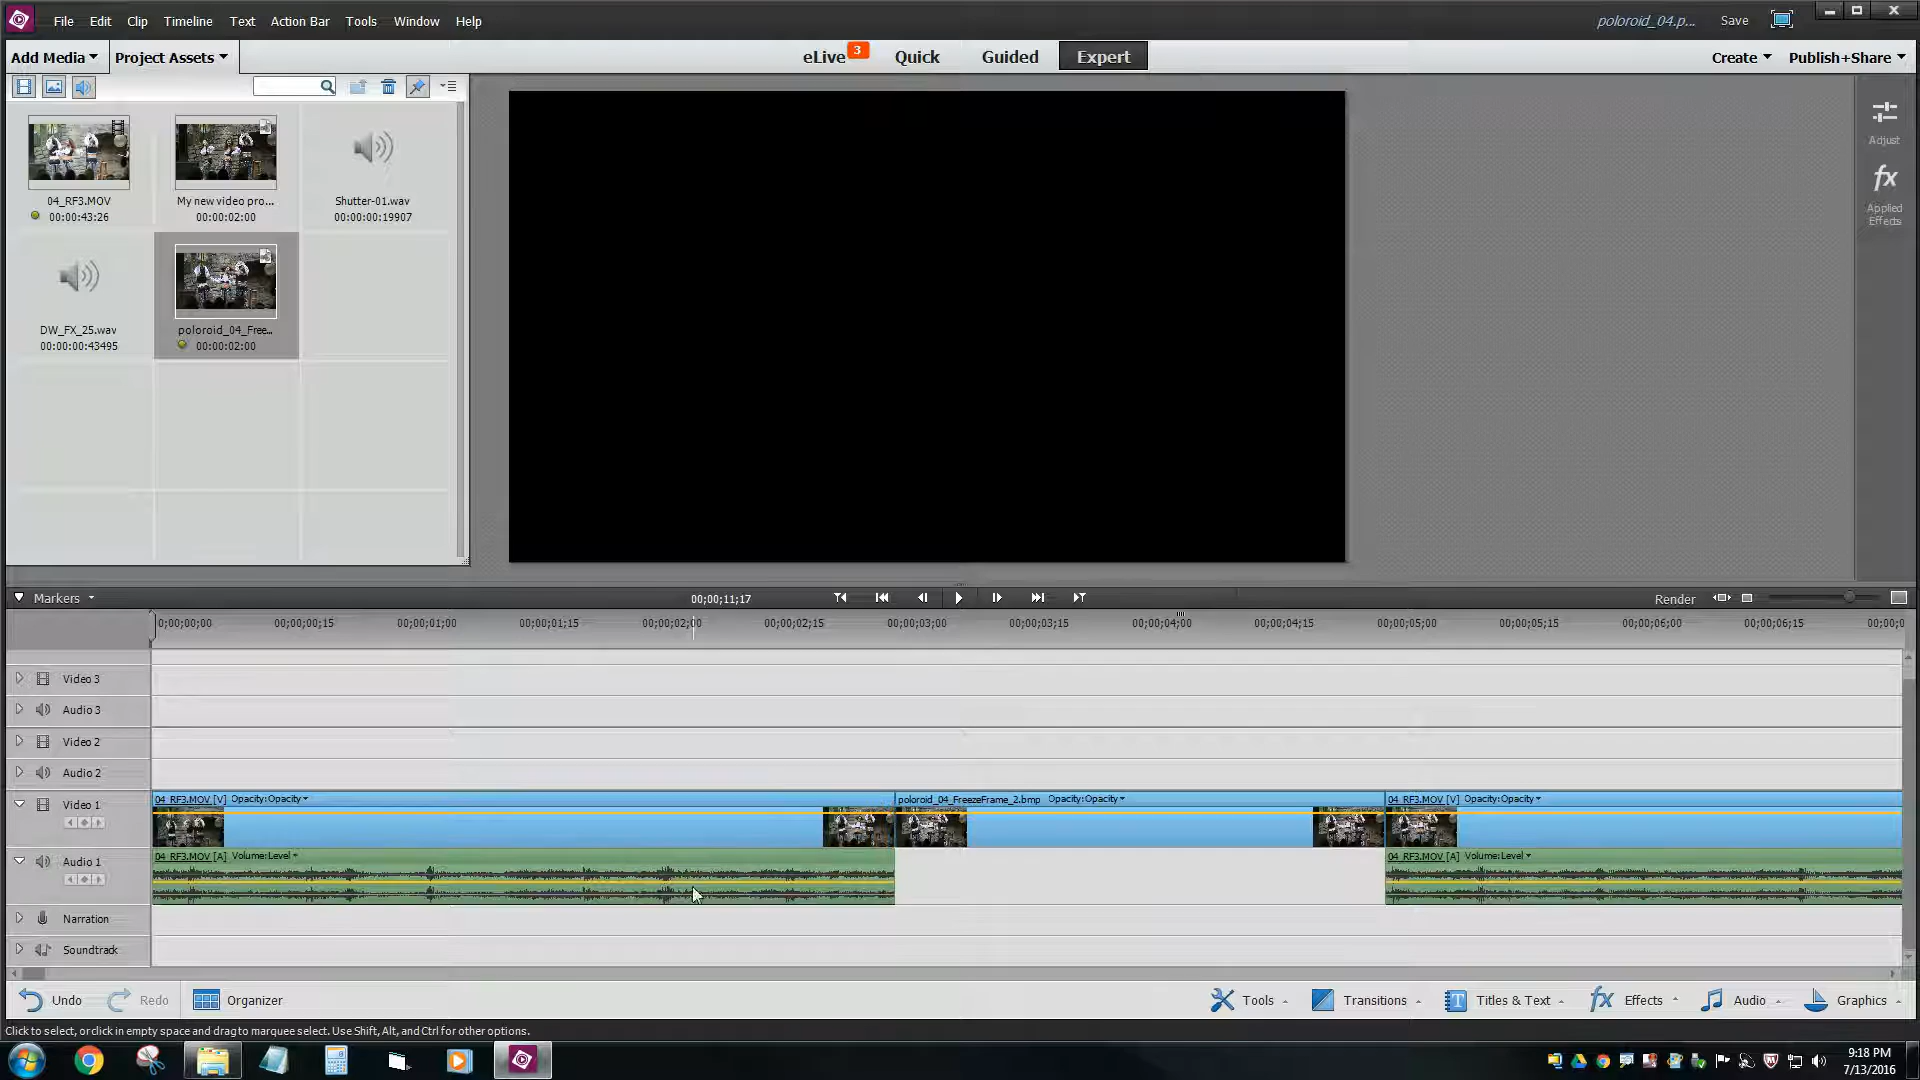 File Edit Clip Timeline Text Action Bar Tools Window Help
poloroid_04.p... Save
Add Media Project Assets
eLive 3 Quick Guided Expert
Create Publish+Share
04_RF3.MOV
00:00:43:26
My new video pro...
00:00:02:00
Shutter-01.wav
00:00:00:19907
DW_FX_25.wav
00:00:00:43495
poloroid_04_Free...
00:00:02:00
Adjust
fx
Applied
Effects
Markers
00;00;11;17
Render
0;00;00;00 00;00;00;15 00;00;01;00 00;00;01;15 00;00;02;00 00;00;02;15 00;00;03;00 00;00;03;15 00;00;04;00 00;00;04;15 00;00;05;00 00;00;05;15 00;00;06;00 00;00;06;15 00;00;0
Video 3
Audio 3
Video 2
Audio 2
Video 1
04_RF3.MOV [V] Opacity:Opacity
poloroid_04_FreezeFrame_2.bmp Opacity:Opacity
04_RF3.MOV [V] Opacity:Opacity
Audio 1
04_RF3.MOV [A] Volume:Level
04_RF3.MOV [A] Volume:Level
Narration
Soundtrack
Undo Redo Organizer
Tools Transitions T Titles & Text fx Effects Audio Graphics
Click to select, or click in empty space and drag to marquee select. Use Shift, Alt, and Ctrl for other options.
9:18 PM
7/13/2016